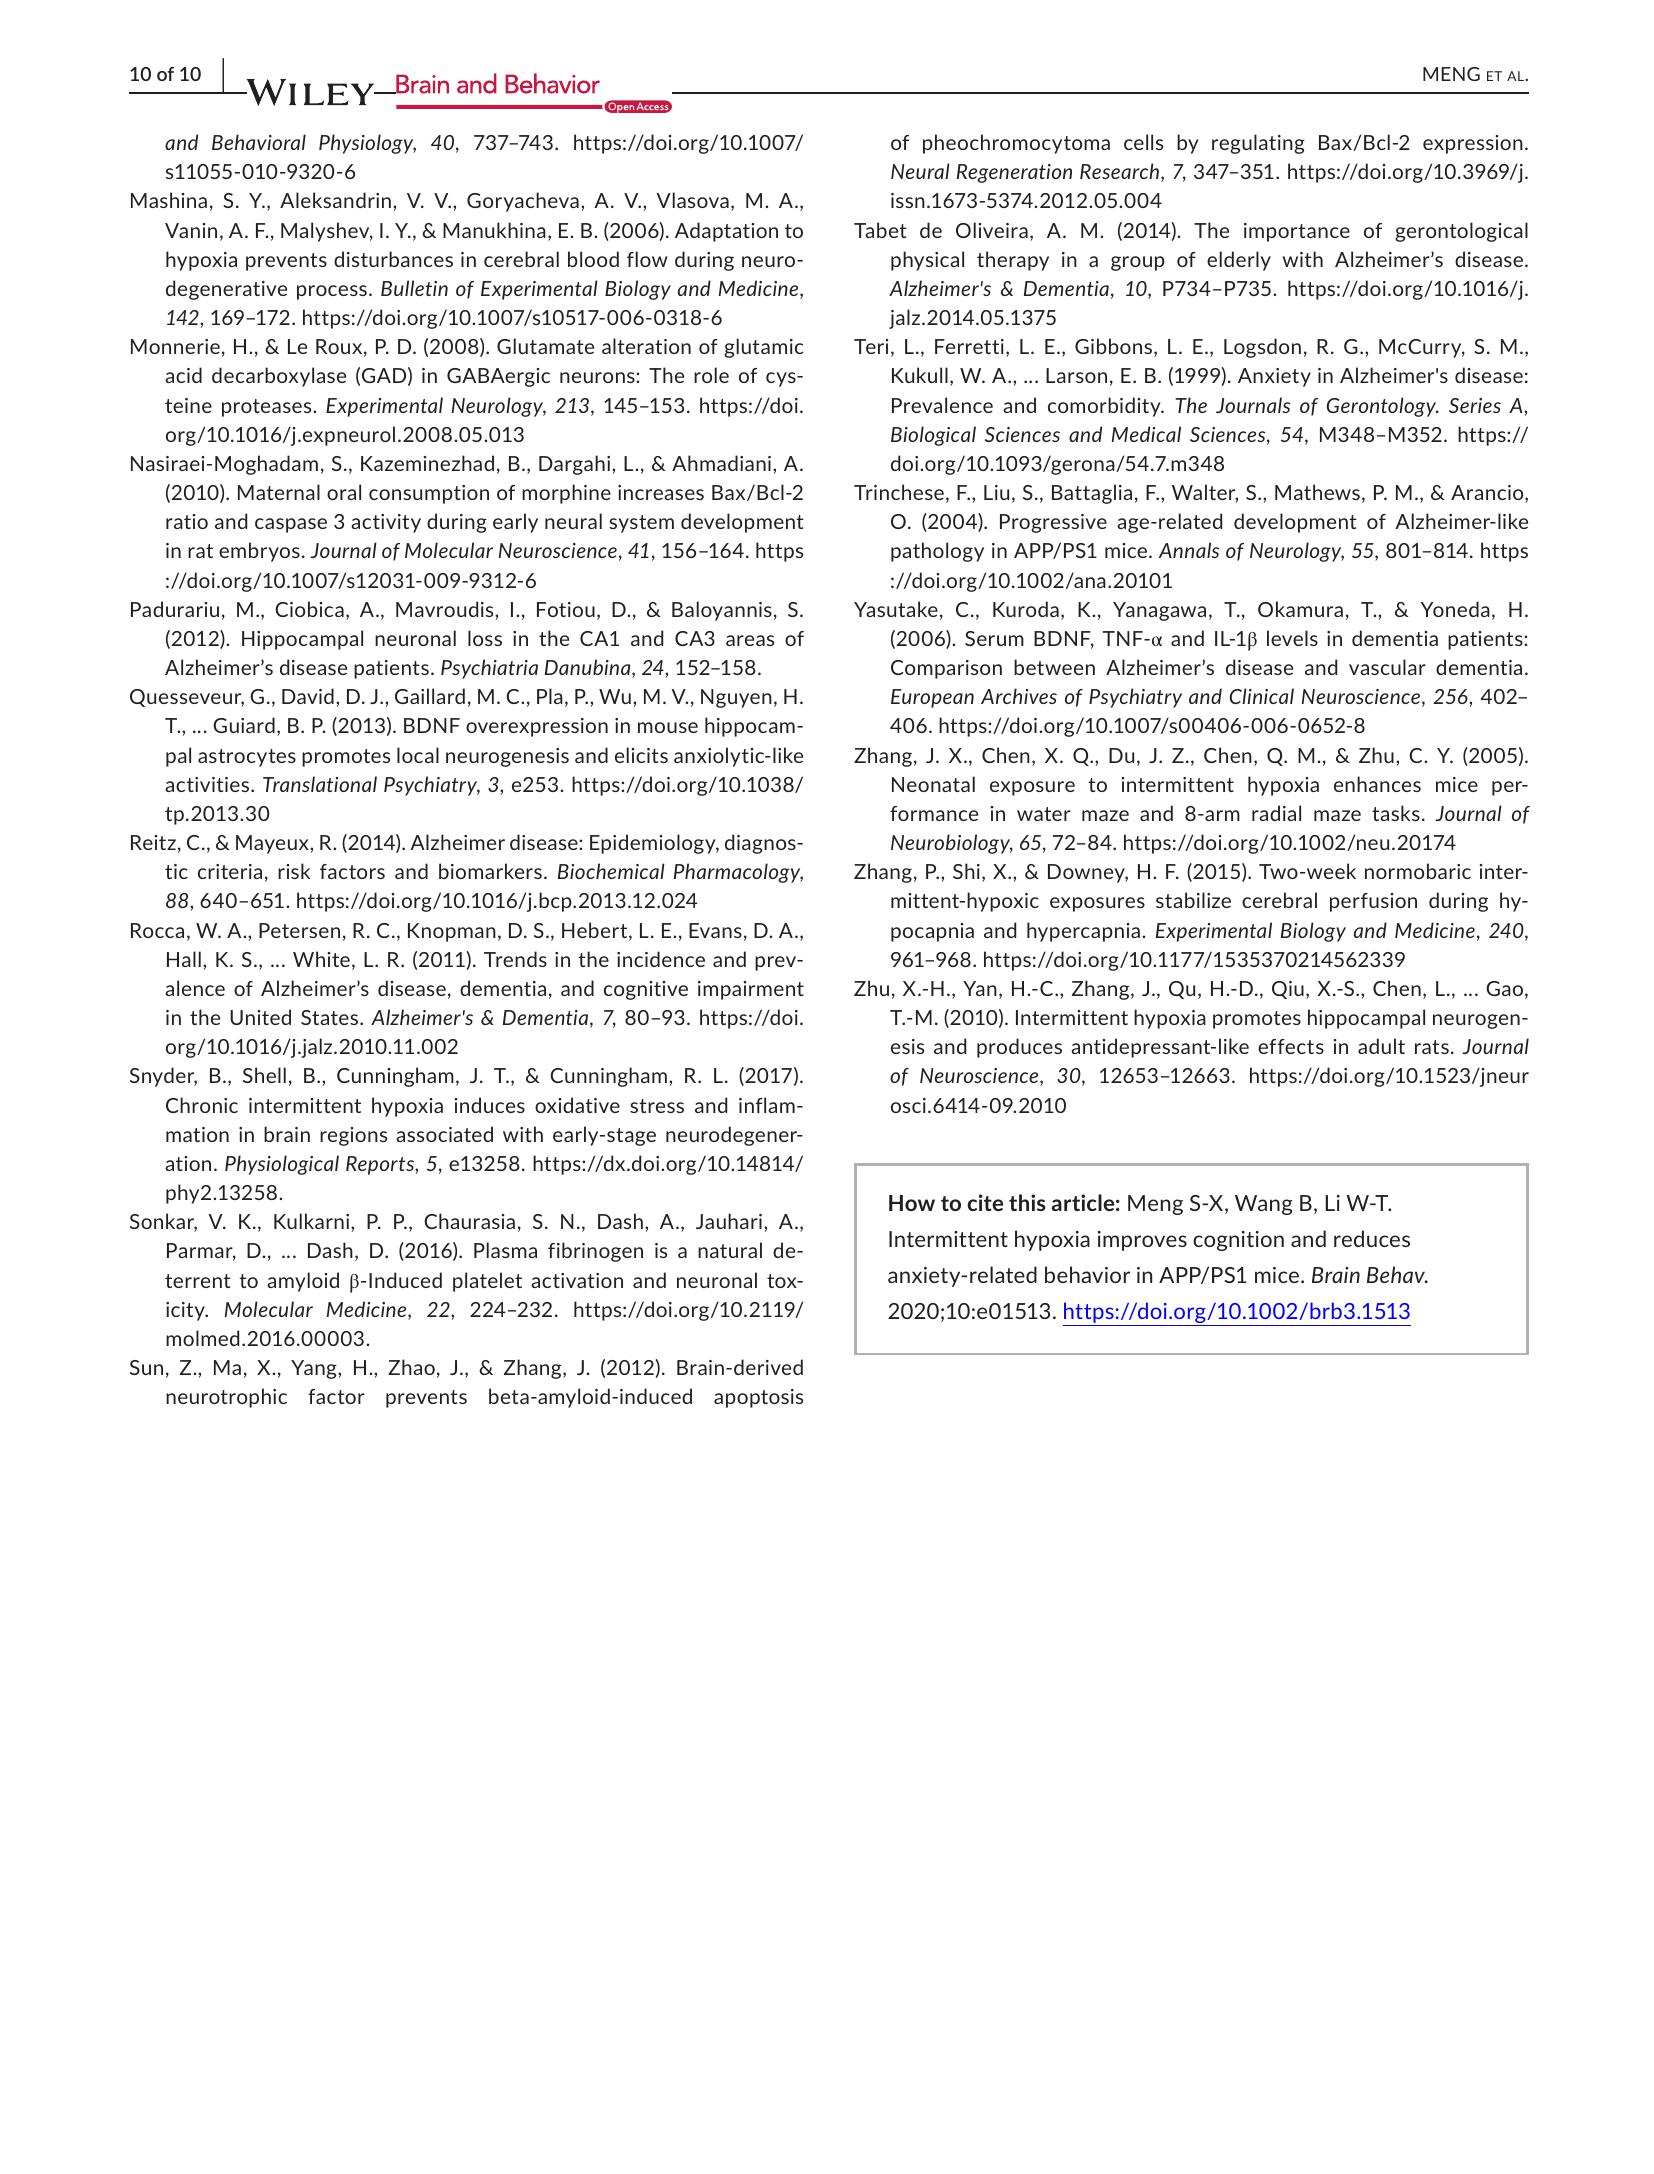 10 of 10
WILEY
Brain and Behavior
Open Access
MENG ET AL.
and Behavioral Physiology, 40, 737–743. https://doi.org/10.1007/
s11055-010-9320-6
Mashina, S. Y., Aleksandrin, V. V., Goryacheva, A. V., Vlasova, M. A.,
Vanin, A. F., Malyshev, I. Y., & Manukhina, E. B. (2006). Adaptation to
hypoxia prevents disturbances in cerebral blood flow during neuro-
degenerative process. Bulletin of Experimental Biology and Medicine,
142, 169–172. https://doi.org/10.1007/s10517-006-0318-6
Monnerie, H., & Le Roux, P. D. (2008). Glutamate alteration of glutamic
acid decarboxylase (GAD) in GABAergic neurons: The role of cys-
teine proteases. Experimental Neurology, 213, 145–153. https://doi.
org/10.1016/j.expneurol.2008.05.013
Nasiraei-Moghadam, S., Kazeminezhad, B., Dargahi, L., & Ahmadiani, A.
(2010). Maternal oral consumption of morphine increases Bax/Bcl-2
ratio and caspase 3 activity during early neural system development
in rat embryos. Journal of Molecular Neuroscience, 41, 156–164. https
://doi.org/10.1007/s12031-009-9312-6
Padurariu, M., Ciobica, A., Mavroudis, I., Fotiou, D., & Baloyannis, S.
(2012). Hippocampal neuronal loss in the CA1 and CA3 areas of
Alzheimer’s disease patients. Psychiatria Danubina, 24, 152–158.
Quesseveur, G., David, D. J., Gaillard, M. C., Pla, P., Wu, M. V., Nguyen, H.
T., ... Guiard, B. P. (2013). BDNF overexpression in mouse hippocam-
pal astrocytes promotes local neurogenesis and elicits anxiolytic-like
activities. Translational Psychiatry, 3, e253. https://doi.org/10.1038/
tp.2013.30
Reitz, C., & Mayeux, R. (2014). Alzheimer disease: Epidemiology, diagnos-
tic criteria, risk factors and biomarkers. Biochemical Pharmacology,
88, 640–651. https://doi.org/10.1016/j.bcp.2013.12.024
Rocca, W. A., Petersen, R. C., Knopman, D. S., Hebert, L. E., Evans, D. A.,
Hall, K. S., ... White, L. R. (2011). Trends in the incidence and prev-
alence of Alzheimer’s disease, dementia, and cognitive impairment
in the United States. Alzheimer's & Dementia, 7, 80–93. https://doi.
org/10.1016/j.jalz.2010.11.002
Snyder, B., Shell, B., Cunningham, J. T., & Cunningham, R. L. (2017).
Chronic intermittent hypoxia induces oxidative stress and inflam-
mation in brain regions associated with early-stage neurodegener-
ation. Physiological Reports, 5, e13258. https://dx.doi.org/10.14814/
phy2.13258.
Sonkar, V. K., Kulkarni, P. P., Chaurasia, S. N., Dash, A., Jauhari, A.,
Parmar, D., ... Dash, D. (2016). Plasma fibrinogen is a natural de-
terrent to amyloid β-Induced platelet activation and neuronal tox-
icity. Molecular Medicine, 22, 224–232. https://doi.org/10.2119/
molmed.2016.00003.
Sun, Z., Ma, X., Yang, H., Zhao, J., & Zhang, J. (2012). Brain-derived
neurotrophic factor prevents beta-amyloid-induced apoptosis
of pheochromocytoma cells by regulating Bax/Bcl-2 expression.
Neural Regeneration Research, 7, 347–351. https://doi.org/10.3969/j.
issn.1673-5374.2012.05.004
Tabet de Oliveira, A. M. (2014). The importance of gerontological
physical therapy in a group of elderly with Alzheimer’s disease.
Alzheimer's & Dementia, 10, P734–P735. https://doi.org/10.1016/j.
jalz.2014.05.1375
Teri, L., Ferretti, L. E., Gibbons, L. E., Logsdon, R. G., McCurry, S. M.,
Kukull, W. A., ... Larson, E. B. (1999). Anxiety in Alzheimer's disease:
Prevalence and comorbidity. The Journals of Gerontology. Series A,
Biological Sciences and Medical Sciences, 54, M348–M352. https://
doi.org/10.1093/gerona/54.7.m348
Trinchese, F., Liu, S., Battaglia, F., Walter, S., Mathews, P. M., & Arancio,
O. (2004). Progressive age-related development of Alzheimer-like
pathology in APP/PS1 mice. Annals of Neurology, 55, 801–814. https
://doi.org/10.1002/ana.20101
Yasutake, C., Kuroda, K., Yanagawa, T., Okamura, T., & Yoneda, H.
(2006). Serum BDNF, TNF-α and IL-1β levels in dementia patients:
Comparison between Alzheimer’s disease and vascular dementia.
European Archives of Psychiatry and Clinical Neuroscience, 256, 402–
406. https://doi.org/10.1007/s00406-006-0652-8
Zhang, J. X., Chen, X. Q., Du, J. Z., Chen, Q. M., & Zhu, C. Y. (2005).
Neonatal exposure to intermittent hypoxia enhances mice per-
formance in water maze and 8-arm radial maze tasks. Journal of
Neurobiology, 65, 72–84. https://doi.org/10.1002/neu.20174
Zhang, P., Shi, X., & Downey, H. F. (2015). Two-week normobaric inter-
mittent-hypoxic exposures stabilize cerebral perfusion during hy-
pocapnia and hypercapnia. Experimental Biology and Medicine, 240,
961–968. https://doi.org/10.1177/1535370214562339
Zhu, X.-H., Yan, H.-C., Zhang, J., Qu, H.-D., Qiu, X.-S., Chen, L., ... Gao,
T.-M. (2010). Intermittent hypoxia promotes hippocampal neurogen-
esis and produces antidepressant-like effects in adult rats. Journal
of Neuroscience, 30, 12653–12663. https://doi.org/10.1523/jneur
osci.6414-09.2010
How to cite this article: Meng S-X, Wang B, Li W-T.
Intermittent hypoxia improves cognition and reduces
anxiety-related behavior in APP/PS1 mice. Brain Behav.
2020;10:e01513. https://doi.org/10.1002/brb3.1513